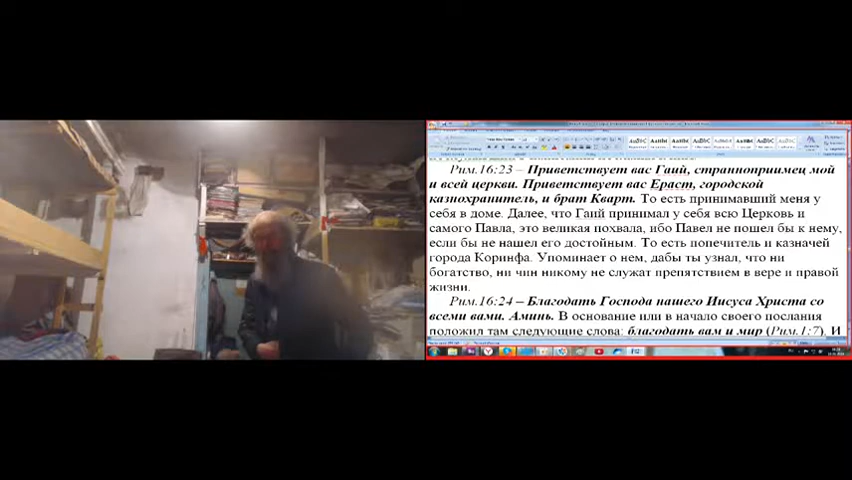 Рим.16:23 – Приветствует вас Гаий, странноприимец мой
и всей церкви. Приветствует вас Ераст, городской
казнохранитель, и брат Кварт. То есть принимавший меня у
себя в доме. Далее, что Гаий принимал у себя всю Церковь и
самого Павла, это великая похвала, ибо Павел не пошел бы к нему,
если бы не нашел его достойным. То есть попечитель и казначей
города Коринфа. Упоминает о нем, дабы ты узнал, что ни
богатство, ни чин никому не служат препятствием в вере и правой
жизни.
Рим.16:24 – Благодать Господа нашего Иисуса Христа со
всеми вами. Аминь. В основание или в начало своего послания
положил там следующие слова: благодать вам и мир (Рим.1:7). И